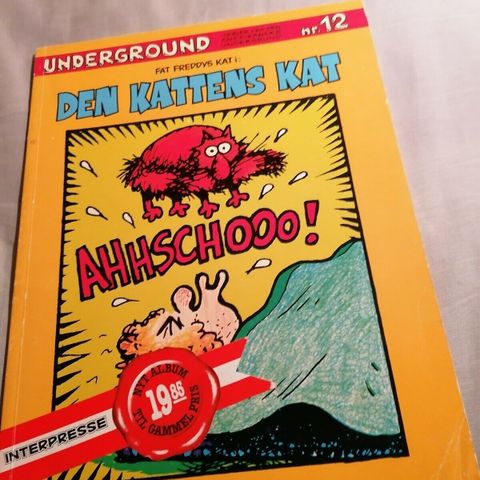 UNDERGROUND
nr. 12
FAT FREDDYS KAT i:
DEN KATTENS KAT
AHHSCHOOO!
NYT ALBUM
19.85
TIL GAMMEL PRIS
INTERPRESSE